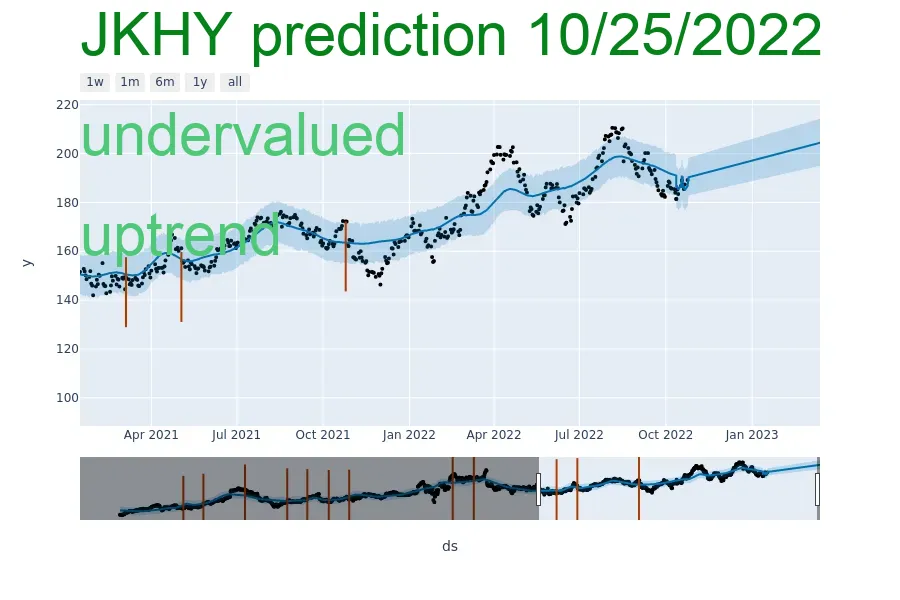 JKHY prediction 10/25/2022
1w 1m 6m 1y all
220
undervalued
200
180
uptrend
160
y
140
120
100
Apr 2021 Jul 2021 Oct 2021 Jan 2022 Apr 2022 Jul 2022 Oct 2022 Jan 2023
ds